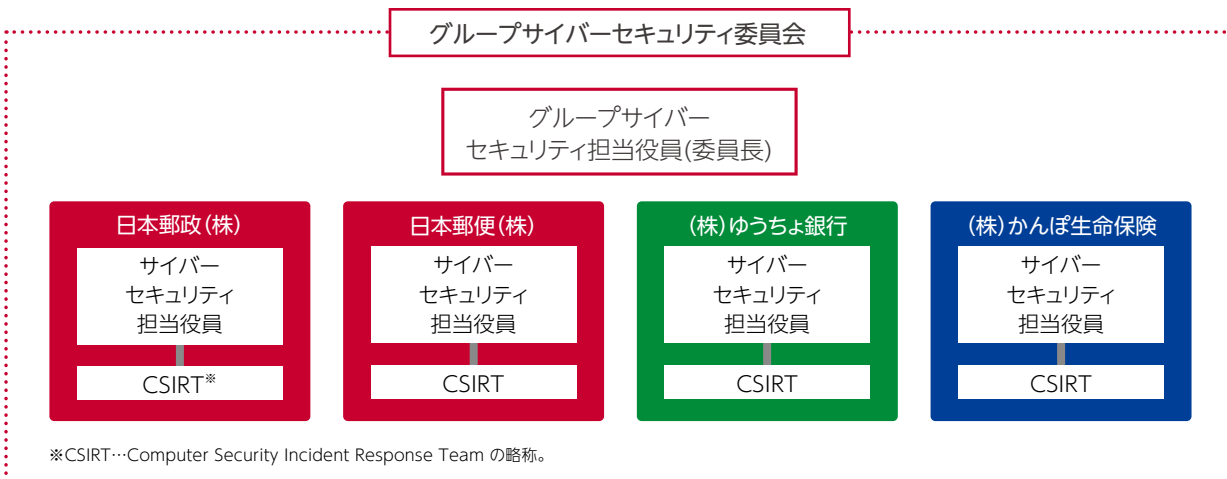 グループサイバーセキュリティ委員会
グループサイバー
セキュリティ担当役員(委員長)
日本郵政(株)
サイバー
セキュリティ
担当役員
CSIRT※
日本郵便(株)
サイバー
セキュリティ
担当役員
CSIRT
(株)ゆうちょ銀行
サイバー
セキュリティ
担当役員
CSIRT
(株)かんぽ生命保険
サイバー
セキュリティ
担当役員
CSIRT
※CSIRT…Computer Security Incident Response Team の略称。